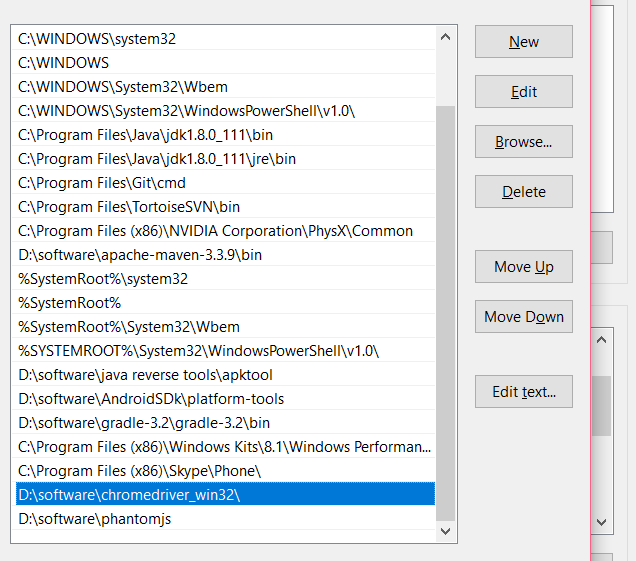 C:\WINDOWS\system32
C:\WINDOWS
C:\WINDOWS\System32\Wbem
C:\WINDOWS\System32\WindowsPowerShell\v1.0\
C:\Program Files\Java\jdk1.8.0_111\bin
C:\Program Files\Java\jdk1.8.0_111\jre\bin
C:\Program Files\Git\cmd
C:\Program Files\TortoiseSVN\bin
C:\Program Files (x86)\NVIDIA Corporation\PhysX\Common
D:\software\apache-maven-3.3.9\bin
%SystemRoot%\system32
%SystemRoot%
%SystemRoot%\System32\Wbem
%SYSTEMROOT%\System32\WindowsPowerShell\v1.0\
D:\software\java reverse tools\apktool
D:\software\AndroidSDk\platform-tools
D:\software\gradle-3.2\gradle-3.2\bin
C:\Program Files (x86)\Windows Kits\8.1\Windows Performan...
C:\Program Files (x86)\Skype\Phone\
D:\software\chromedriver_win32\
D:\software\phantomjs
New
Edit
Browse...
Delete
Move Up
Move Down
Edit text...